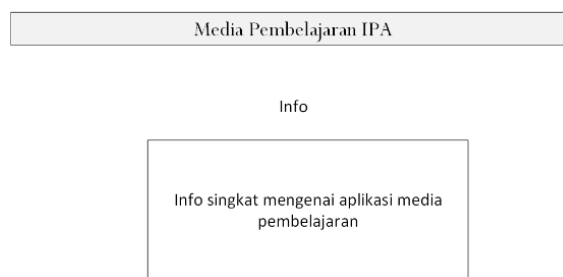 Media Pembelajaran IPA
Info
Info singkat mengenai aplikasi media
pembelajaran